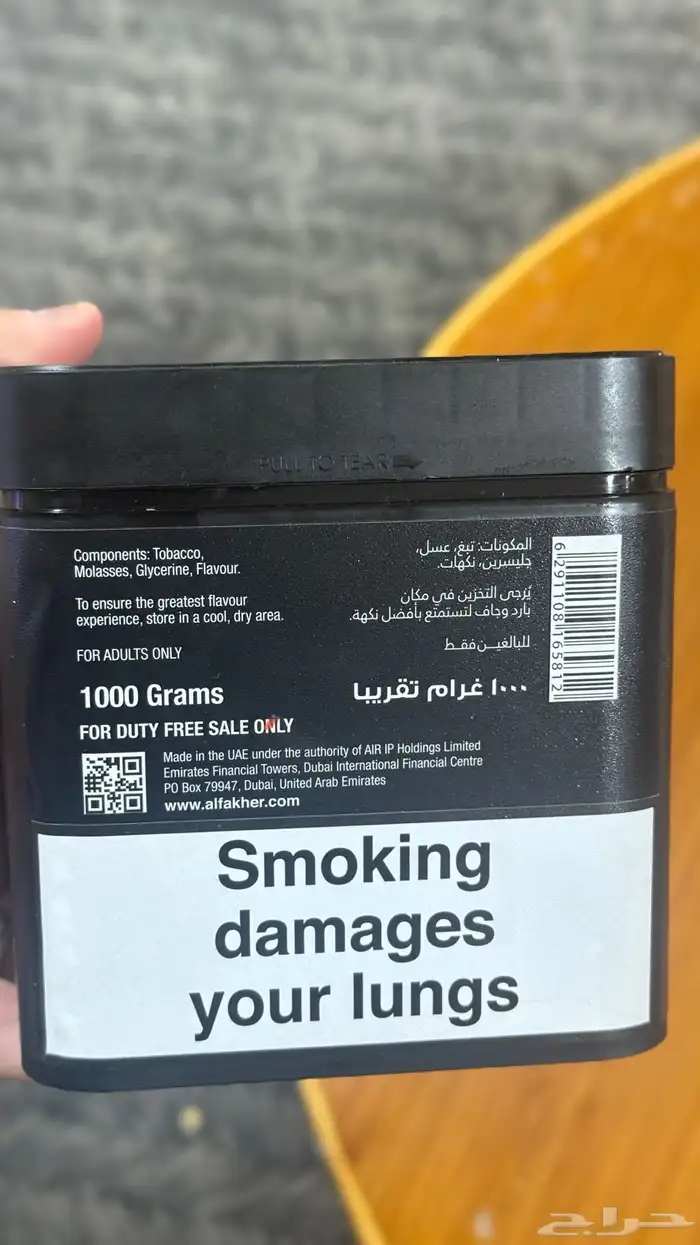 PULL TO TEAR
Components: Tobacco,
Molasses, Glycerine, Flavour.
To ensure the greatest flavour
experience, store in a cool, dry area.
FOR ADULTS ONLY
1000 Grams
FOR DUTY FREE SALE ONLY
المكونات: تبغ، عسل،
جليسرين، نكهات.
يُرجى التخزين في مكان
بارد وجاف لتستمتع بأفضل نكهة.
للبالغين فقط
١٠٠٠ غرام تقريبا
6291108165812
Made in the UAE under the authority of AIR IP Holdings Limited
Emirates Financial Towers, Dubai International Financial Centre
PO Box 79947, Dubai, United Arab Emirates
www.alfakher.com
Smoking
damages
your lungs
حراج